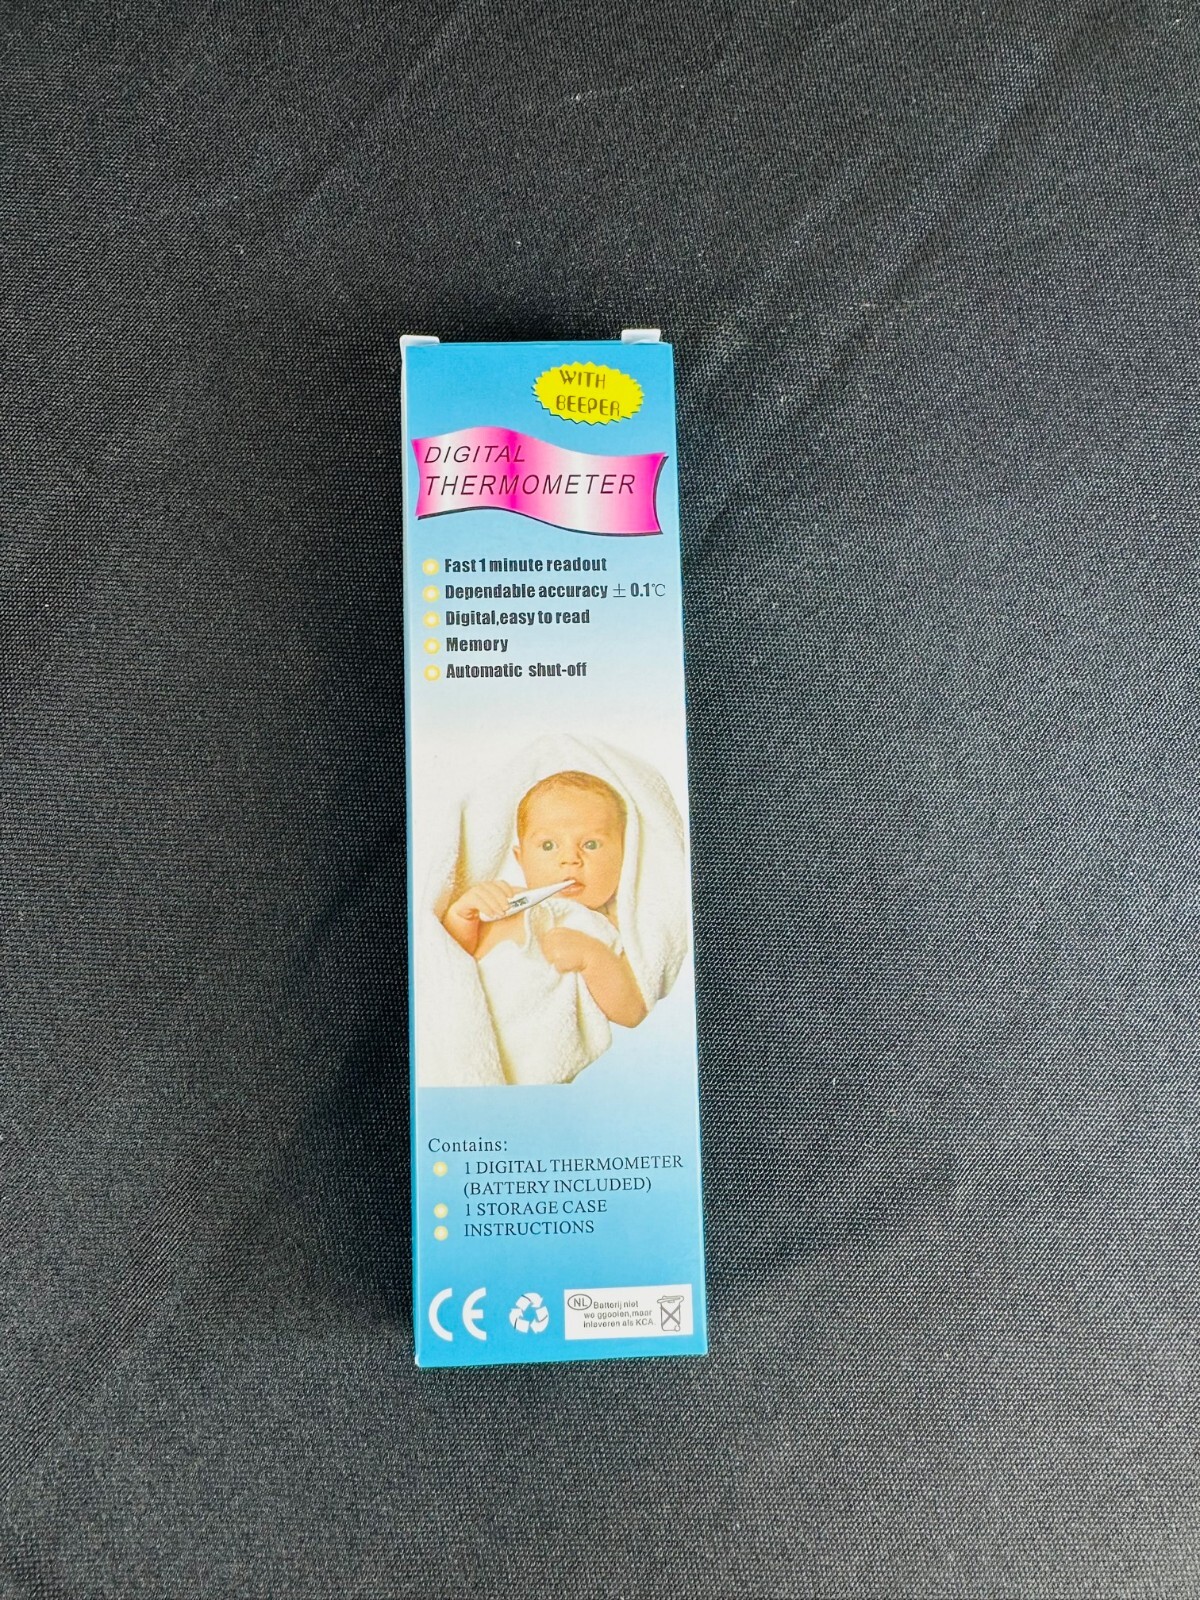 WITH
BEEPER
DIGITAL
THERMOMETER
Fast 1 minute readout
Dependable accuracy ± 0.1℃
Digital,easy to read
Memory
Automatic shut-off
Contains:
1 DIGITAL THERMOMETER
(BATTERY INCLUDED)
1 STORAGE CASE
INSTRUCTIONS
CE
NL Batterij niet
we ggooien,maar
inleveren als KCA.